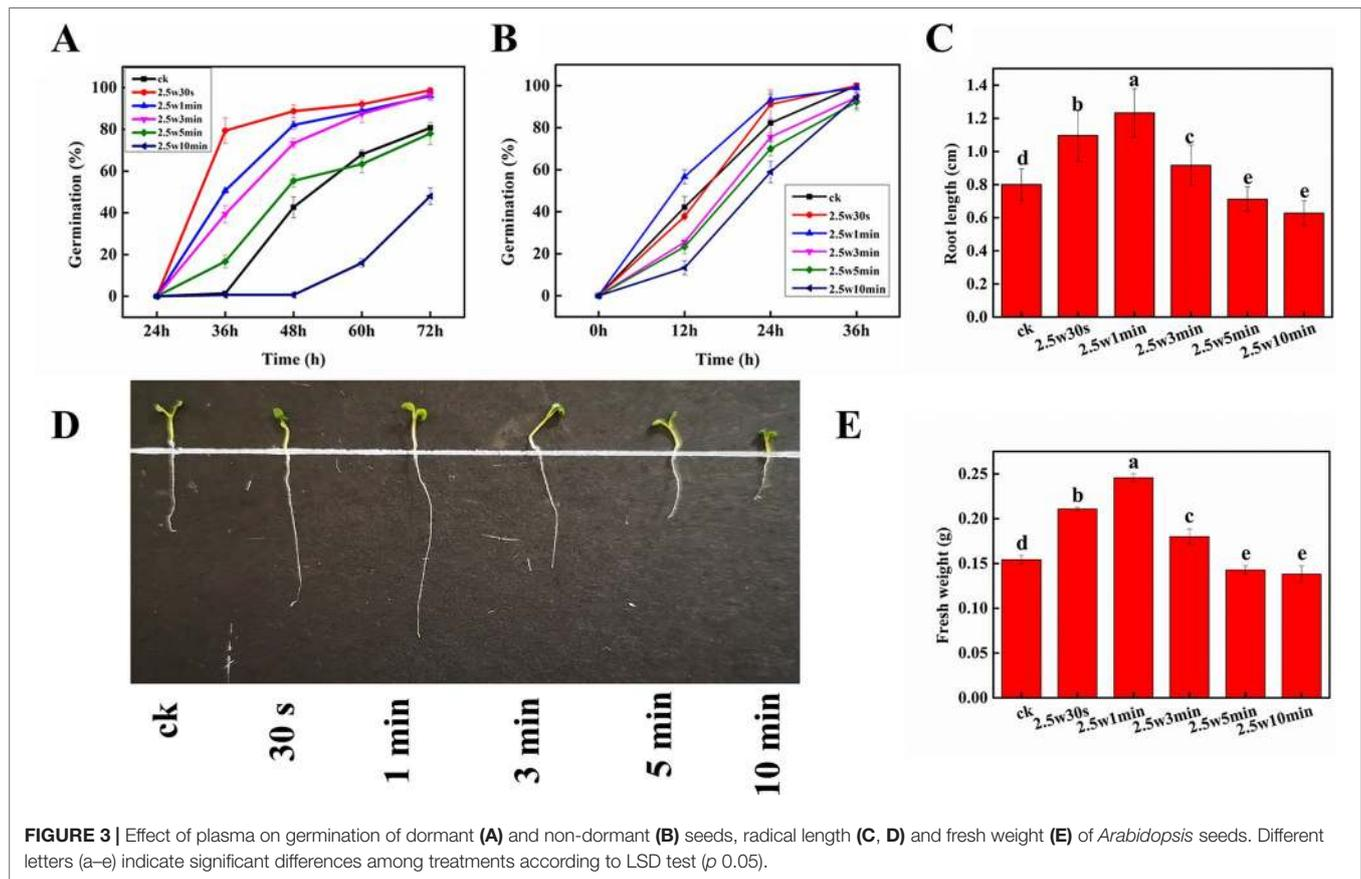 A
ck
2.5w30s
2.5w1min
2.5w3min
2.5w5min
2.5w10min
Germination (%)
100
80
60
40
20
0
24h 36h 48h 60h 72h
Time (h)
B
Germination (%)
100
80
60
40
20
0
ck
2.5w30s
2.5w1min
2.5w3min
2.5w5min
2.5w10min
0h 12h 24h 36h
Time (h)
C
Root length (cm)
1.4
1.2
1.0
0.8
0.6
0.4
0.2
0.0
d b a c e e
ck 2.5w30s 2.5w1min 2.5w3min 2.5w5min 2.5w10min
D
ck 30 s 1 min 3 min 5 min 10 min
E
Fresh weight (g)
0.25
0.20
0.15
0.10
0.05
0.00
d b a c e e
ck 2.5w30s 2.5w1min 2.5w3min 2.5w5min 2.5w10min
FIGURE 3 | Effect of plasma on germination of dormant (A) and non-dormant (B) seeds, radical length (C, D) and fresh weight (E) of Arabidopsis seeds. Different
letters (a–e) indicate significant differences among treatments according to LSD test (p 0.05).